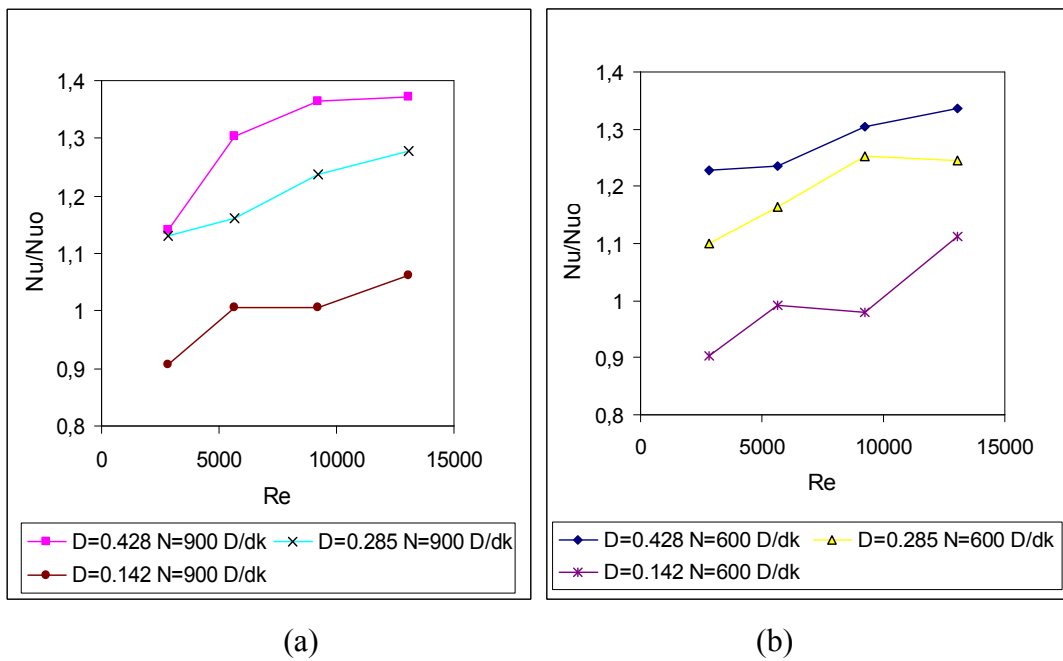 1,4
1,3
1,2
1,1
1
0,9
0,8
Nu/Nuo
0 5000 10000 15000
Re
D=0.428 N=900 D/dk D=0.285 N=900 D/dk
D=0.142 N=900 D/dk
(a)
1,4
1,3
1,2
1,1
1
0,9
0,8
Nu/Nuo
0 5000 10000 15000
Re
D=0.428 N=600 D/dk D=0.285 N=600 D/dk
D=0.142 N=600 D/dk
(b)